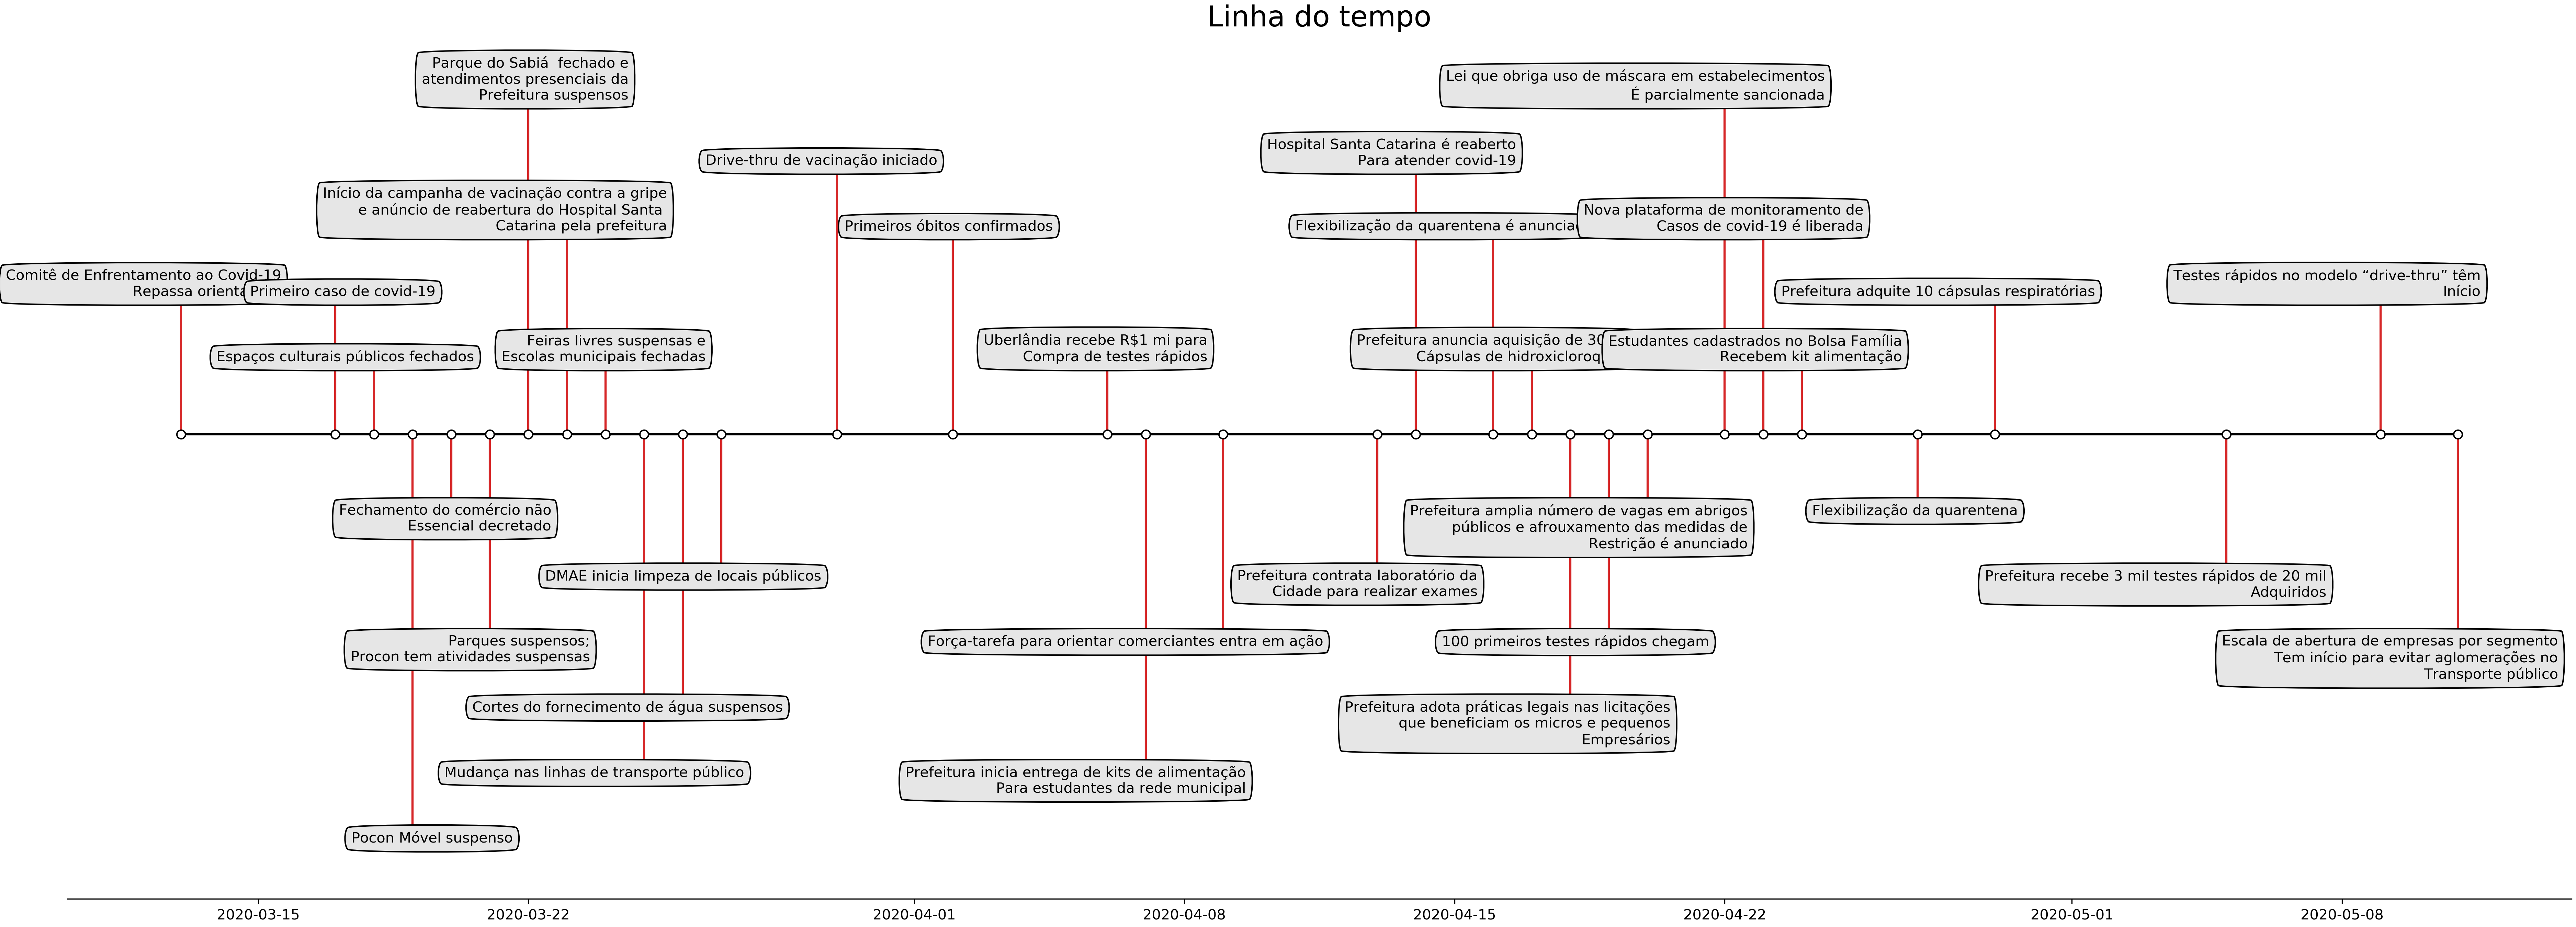 Linha do tempo
Parque do Sabiá  fechado e
atendimentos presenciais da
Prefeitura suspensos
Lei que obriga uso de máscara em estabelecimentos
É parcialmente sancionada
Hospital Santa Catarina é reaberto
Para atender covid-19
Drive-thru de vacinação iniciado
Início da campanha de vacinação contra a gripe
e anúncio de reabertura do Hospital Santa
Catarina pela prefeitura
Primeiros óbitos confirmados
Flexibilização da quarentena é
Nova plataforma de monitoramento de
Casos de covid-19 é liberada
Comitê de Enfrentamento ao Covid-19
Repassa
Primeiro caso de covid-19
Prefeitura adquite 10 cápsulas respiratórias
Testes rápidos no modelo “drive-thru” têm
Início
Espaços culturais públicos fechados
Feiras livres suspensas e
Escolas municipais fechadas
Uberlândia recebe R$1 mi para
Compra de testes rápidos
Prefeitura anuncia aquisição de
Cápsulas de
Estudantes cadastrados no Bolsa Família
Recebem kit alimentação
Fechamento do comércio não
Essencial decretado
Prefeitura amplia número de vagas em abrigos
públicos e afrouxamento das medidas de
Restrição é anunciado
Flexibilização da quarentena
DMAE inicia limpeza de locais públicos
Prefeitura contrata laboratório da
Cidade para realizar exames
Prefeitura recebe 3 mil testes rápidos de 20 mil
Adquiridos
Parques suspensos;
Procon tem atividades suspensas
Força-tarefa para orientar comerciantes entra em ação
100 primeiros testes rápidos chegam
Escala de abertura de empresas por segmento
Tem início para evitar aglomerações no
Transporte público
Cortes do fornecimento de água suspensos
Prefeitura adota práticas legais nas licitações
que beneficiam os micros e pequenos
Empresários
Mudança nas linhas de transporte público
Prefeitura inicia entrega de kits de alimentação
Para estudantes da rede municipal
Pocon Móvel suspenso
2020-03-15
2020-03-22
2020-04-01
2020-04-08
2020-04-15
2020-04-22
2020-05-01
2020-05-08